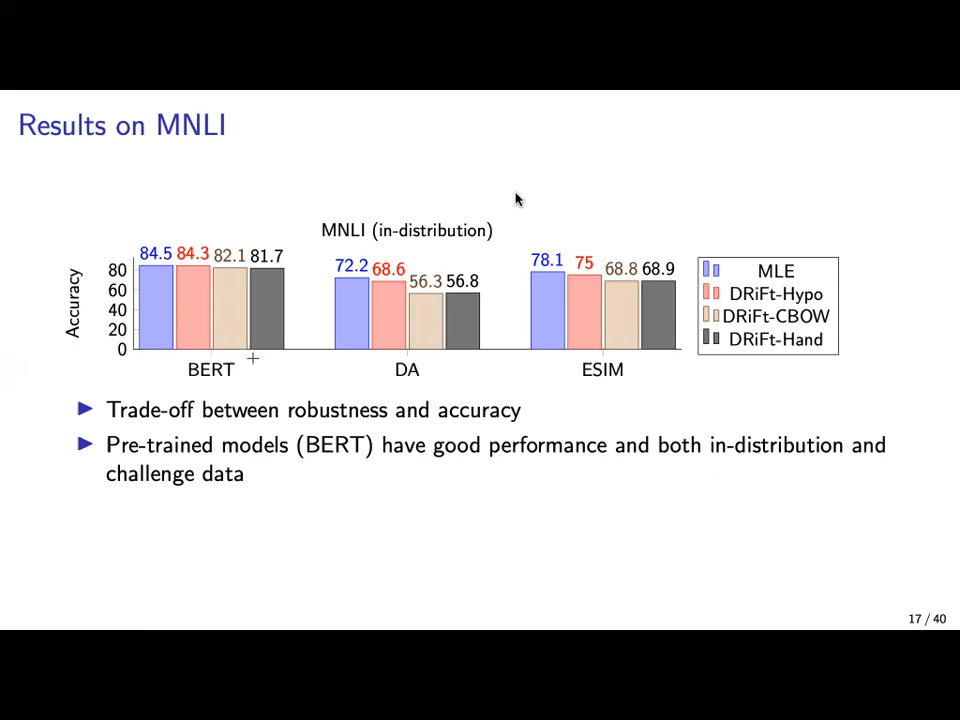 Results on MNLI
MNLI (in-distribution)
Accuracy
80
60
40
20
0
84.5 84.3 82.1 81.7
72.2 68.6 56.3 56.8
78.1 75 68.8 68.9
BERT
DA
ESIM
MLE
DRiFt-Hypo
DRiFt-CBOW
DRiFt-Hand
Trade-off between robustness and accuracy
Pre-trained models (BERT) have good performance and both in-distribution and
challenge data
17 / 40